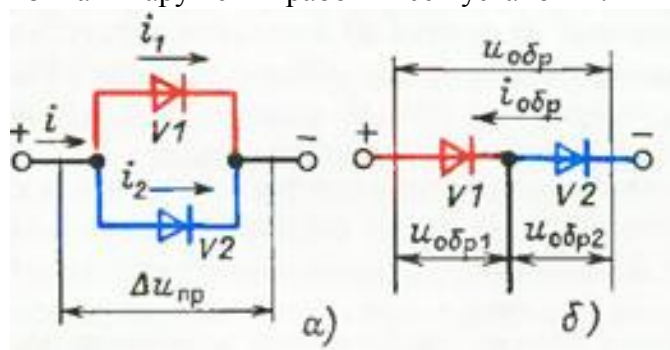 i₁
i
+
V1
−
i₂
V2
Δuпр
а)
uобр
iобр
+
−
V1
V2
uобр1
uобр2
б)